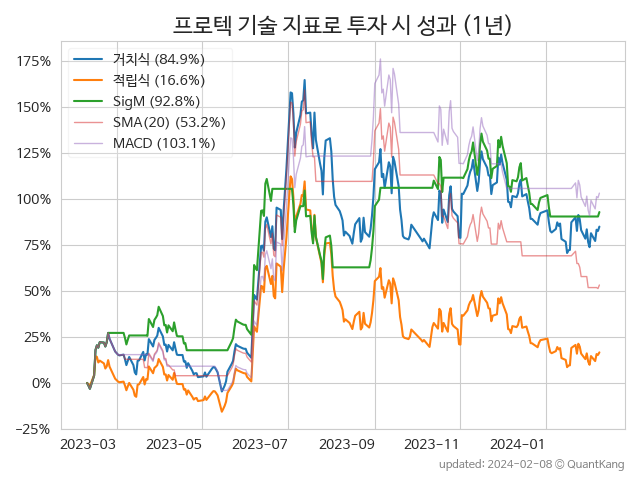 프로텍 기술 지표로 투자 시 성과 (1년)
175%
150%
125%
100%
75%
50%
25%
0%
−25%
거치식 (84.9%)
적립식 (16.6%)
SigM (92.8%)
SMA(20) (53.2%)
MACD (103.1%)
2023-03
2023-05
2023-07
2023-09
2023-11
2024-01
updated: 2024-02-08 © QuantKang